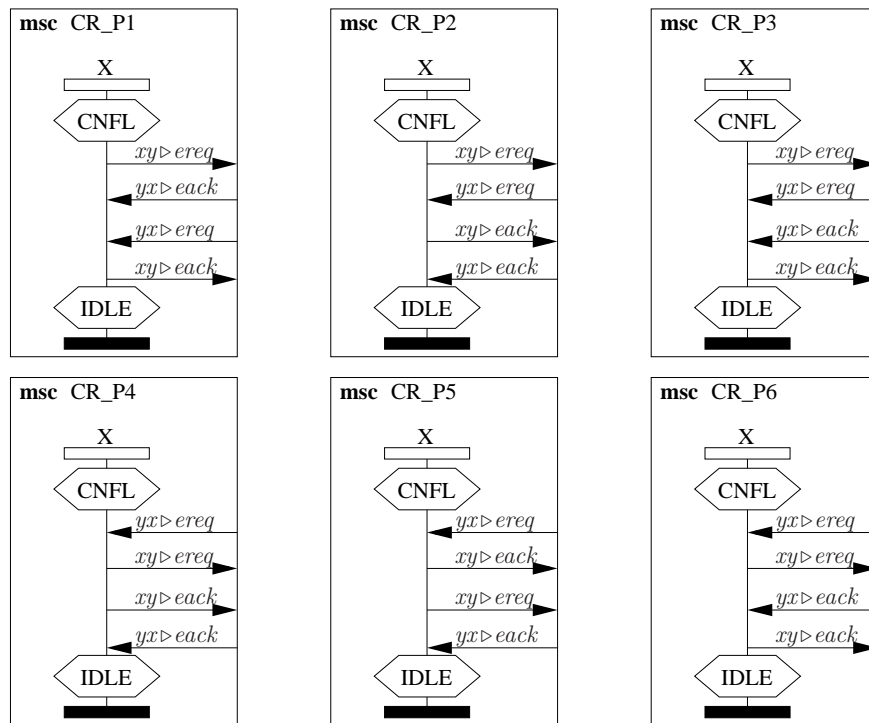 msc CR_P1 msc CR_P2 msc CR_P3
X X X
CNFL CNFL CNFL
xy▷ereq xy▷ereq xy▷ereq
yx▷eack yx▷ereq yx▷ereq
yx▷ereq xy▷eack yx▷eack
xy▷eack yx▷eack xy▷eack
IDLE IDLE IDLE
msc CR_P4 msc CR_P5 msc CR_P6
X X X
CNFL CNFL CNFL
yx▷ereq yx▷ereq yx▷ereq
xy▷ereq xy▷eack xy▷ereq
xy▷eack xy▷ereq yx▷eack
yx▷eack yx▷eack xy▷eack
IDLE IDLE IDLE